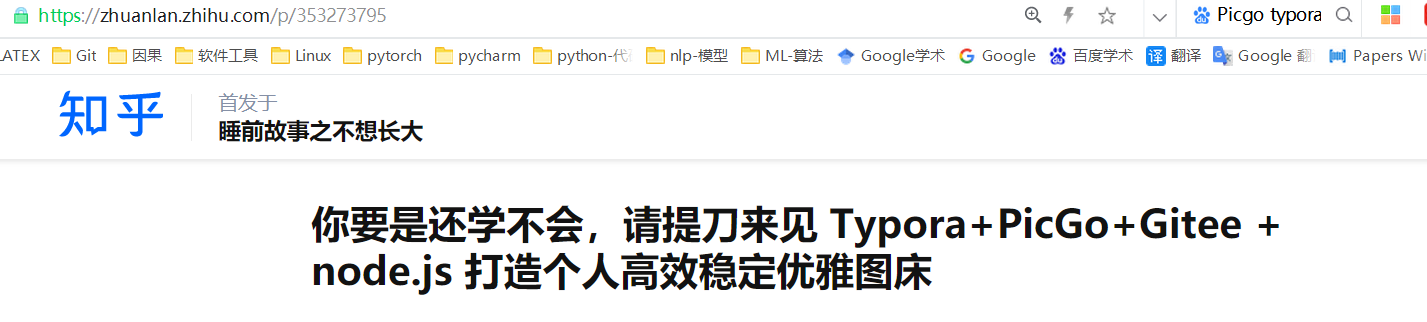 https://zhuanlan.zhihu.com/p/353273795 Picgo typora
LATEX Git 因果 软件工具 Linux pytorch pycharm python-代 nlp-模型 ML-算法 Google学术 Google 百度学术 译 翻译 Google 翻 Papers Wi
知乎 首发于
睡前故事之不想长大
你要是还学不会，请提刀来见 Typora+PicGo+Gitee +
node.js 打造个人高效稳定优雅图床